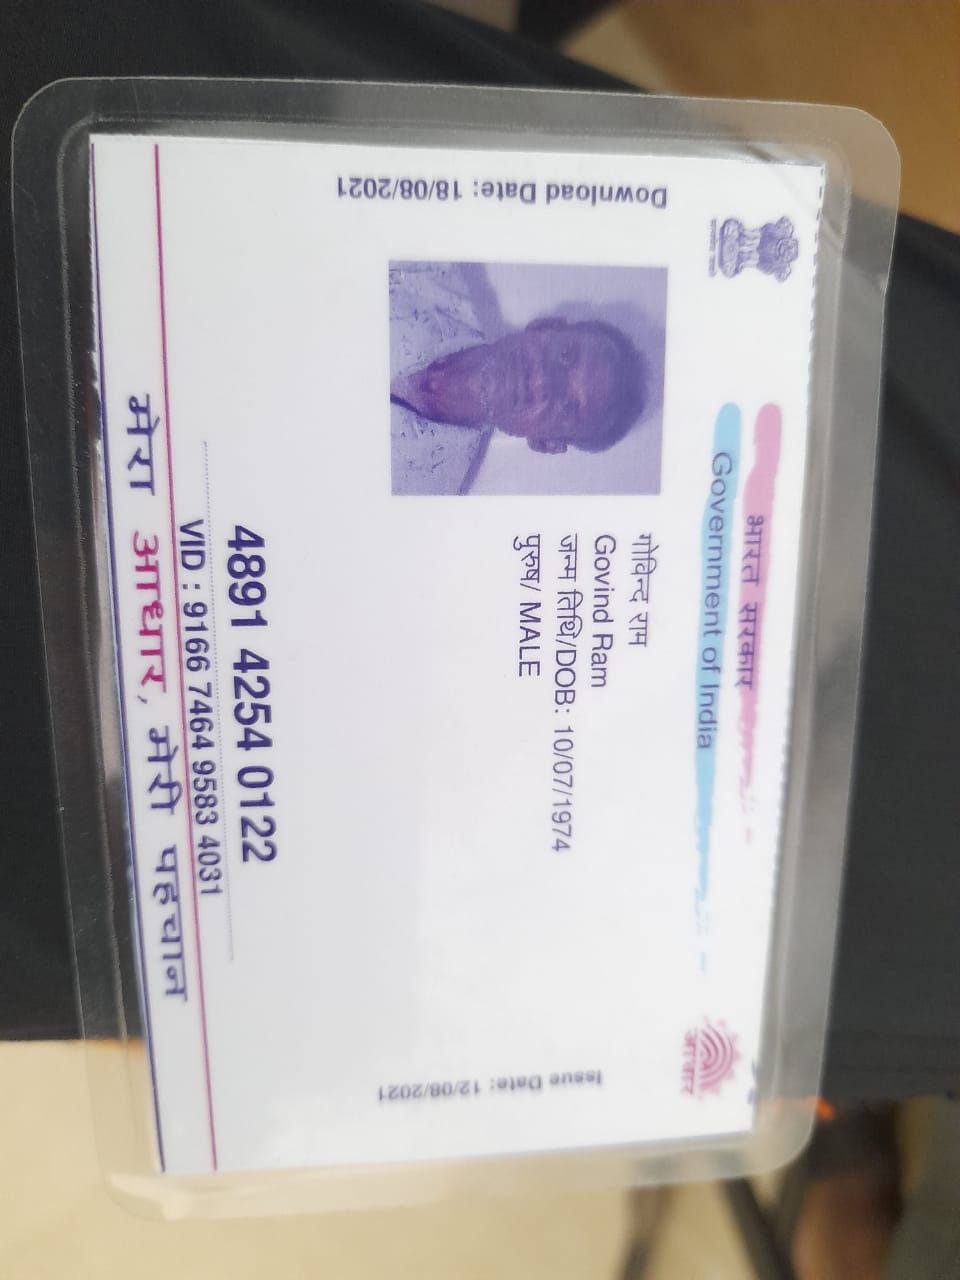 भारत सरकार
Government of India
Download Date: 18/08/2021
गोविन्द राम
Govind Ram
जन्म तिथि/DOB: 10/07/1974
पुरुष/ MALE
Issue Date: 12/08/2021
आधार
4891 4254 0122
VID : 9166 7464 9583 4031
मेरा आधार, मेरी पहचान